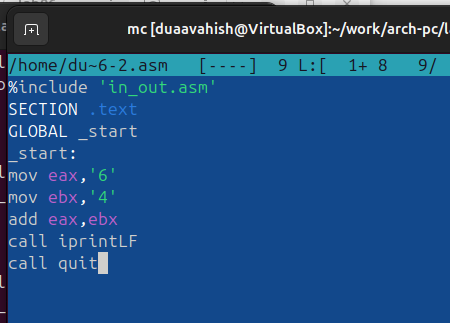 mc [duaavahish@VirtualBox]:~/work/arch-pc/la
/home/du~6-2.asm [----] 9 L:[ 1+ 8 9/
%include 'in_out.asm'
SECTION .text
GLOBAL _start
_start:
mov eax,'6'
mov ebx,'4'
add eax,ebx
call iprintLF
call quit